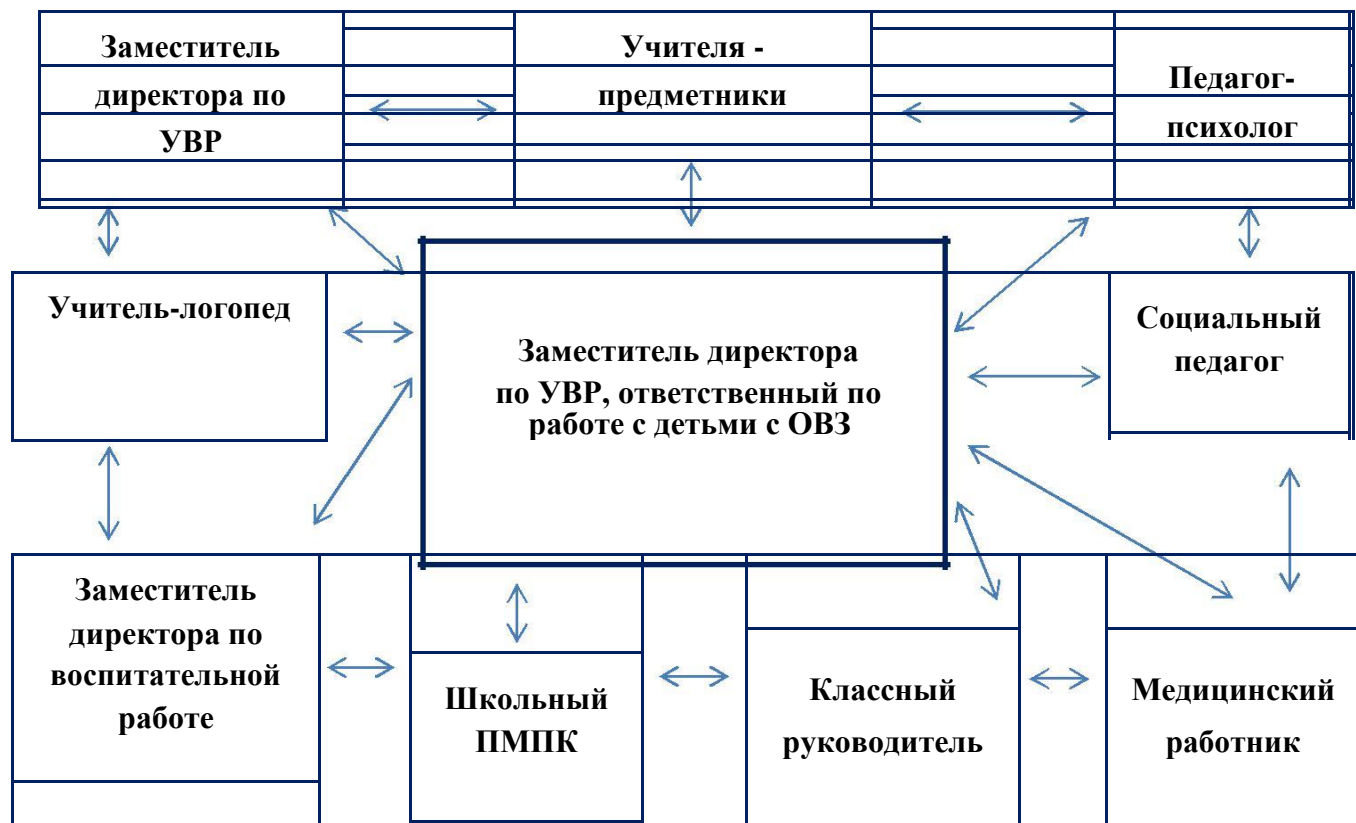 Заместитель
директора по
УВР
Учителя -
предметники
Педагог-
психолог
Учитель-логопед
Заместитель директора
по УВР, ответственный по
работе с детьми с ОВЗ
Социальный
педагог
Заместитель
директора по
воспитательной
работе
Школьный
ПМПК
Классный
руководитель
Медицинский
работник